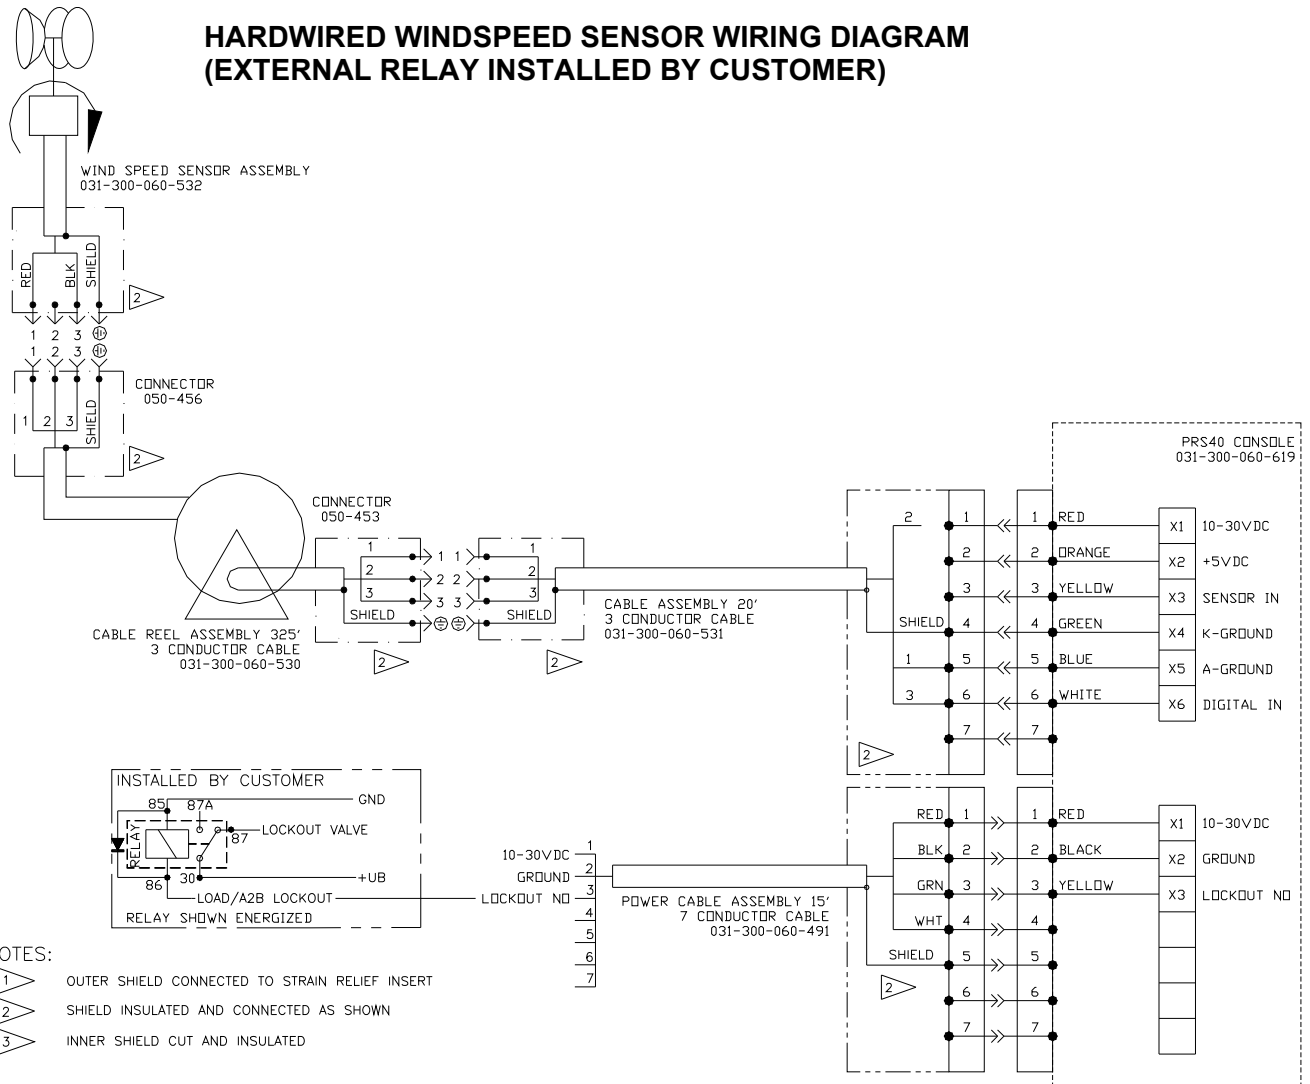 HARDWIRED WINDSPEED SENSOR WIRING DIAGRAM
(EXTERNAL RELAY INSTALLED BY CUSTOMER)
WIND SPEED SENSOR ASSEMBLY
031-300-060-532
RED
BLK
SHIELD
2
1 2 3
1 2 3
CONNECTOR
050-456
1 2 3
SHIELD
2
CONNECTOR
050-453
1
2
3
SHIELD
1 1
2 2
3 3
1
2
3
SHIELD
2
2
CABLE REEL ASSEMBLY 325'
3 CONDUCTOR CABLE
031-300-060-530
CABLE ASSEMBLY 20'
3 CONDUCTOR CABLE
031-300-060-531
PRS40 CONSOLE
031-300-060-619
2 1 1 RED X1 10-30VDC
2 2 ORANGE X2 +5VDC
3 3 YELLOW X3 SENSOR IN
SHIELD 4 4 GREEN X4 K-GROUND
1 5 5 BLUE X5 A-GROUND
3 6 6 WHITE X6 DIGITAL IN
7 7
2
INSTALLED BY CUSTOMER
85 87A GND
RELAY
87 LOCKOUT VALVE
86 30 +UB
LOAD/A2B LOCKOUT
RELAY SHOWN ENERGIZED
10-30VDC 1
GROUND 2
LOCKOUT NO 3
4
5
6
7
POWER CABLE ASSEMBLY 15'
7 CONDUCTOR CABLE
031-300-060-491
RED 1 1 RED X1 10-30VDC
BLK 2 2 BLACK X2 GROUND
GRN 3 3 YELLOW X3 LOCKOUT NO
WHT 4 4
SHIELD 5 5
6 6
7 7
2
OTES:
1 OUTER SHIELD CONNECTED TO STRAIN RELIEF INSERT
2 SHIELD INSULATED AND CONNECTED AS SHOWN
3 INNER SHIELD CUT AND INSULATED